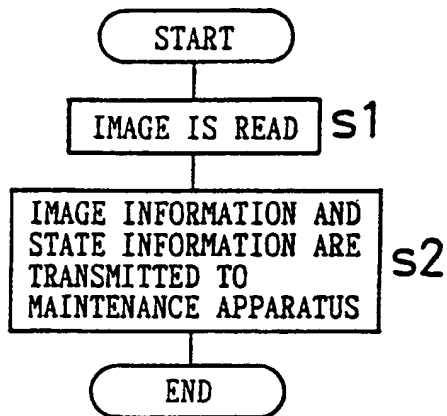 START
IMAGE IS READ s1
IMAGE INFORMATION AND
STATE INFORMATION ARE
TRANSMITTED TO
MAINTENANCE APPARATUS
s2
END